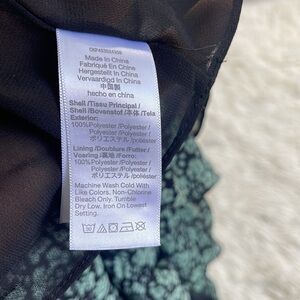 Made In China
Fabriqué En China
Hergestellt In China
Vervaardigd In China
中国製
hecho en china
Shell /Tissu Principal /
Shell /Bovenstof /本体 /Tela
Exterior:
100%Polyester/Polyester /
Polyester/Polyester /
ポリエステル /poliéster
Lining /Doublure /Futter /
Voering /裏地 /Forro:
100%Polyester/Polyester /
Polyester/Polyester /
ポリエステル /poliéster
Machine Wash Cold With
Like Colors. Non-Chlorine
Bleach Only. Tumble
Dry Low. Iron On Lowest
Setting.